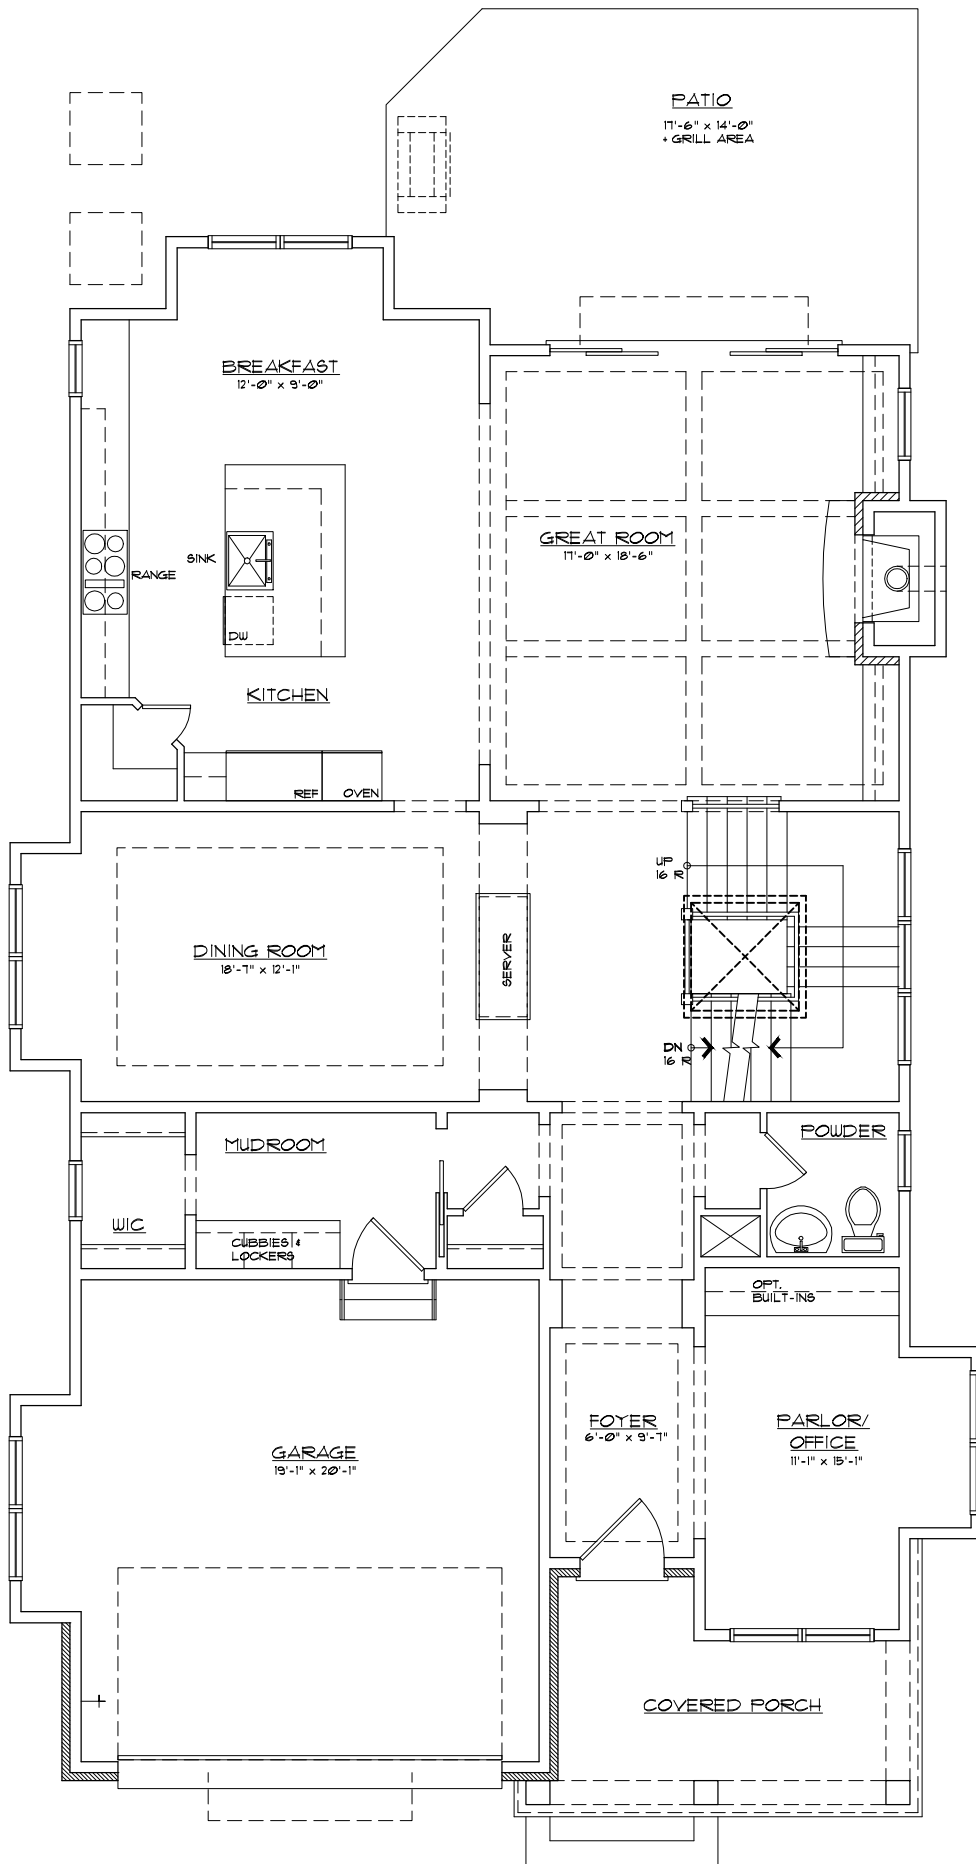 PATIO
17'-6" x 14'-0"
+ GRILL AREA
BREAKFAST
12'-0" x 9'-0"
GREAT ROOM
17'-0" x 18'-6"
SINK
RANGE
DW
KITCHEN
REF
OVEN
UP
16 R
DINING ROOM
18'-7" x 12'-1"
SERVER
DN
16 R
MUDROOM
POWDER
WIC
CUBBIES &
LOCKERS
OPT.
BUILT-INS
FOYER
6'-0" x 9'-7"
PARLOR/
OFFICE
11'-1" x 15'-1"
GARAGE
19'-1" x 20'-1"
COVERED PORCH